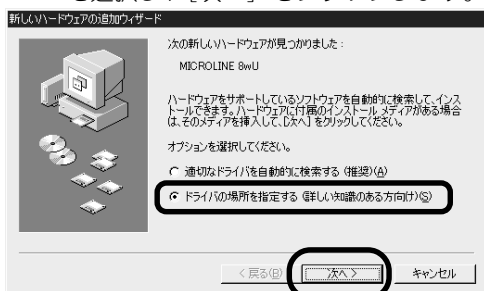 新しいハードウェアの追加ウィザード
次の新しいハードウェアが見つかりました：
MICROLINE 8wU
ハードウェアをサポートしているソフトウェアを自動的に検索して、インス
トールできます。ハードウェアに付属のインストール メディアがある場合
は、そのメディアを挿入して、[次へ] をクリックしてください。
オプションを選択してください。
適切なドライバを自動的に検索する (推奨)(A)
ドライバの場所を指定する (詳しい知識のある方向け)(S)
< 戻る(B)
次へ >
キャンセル